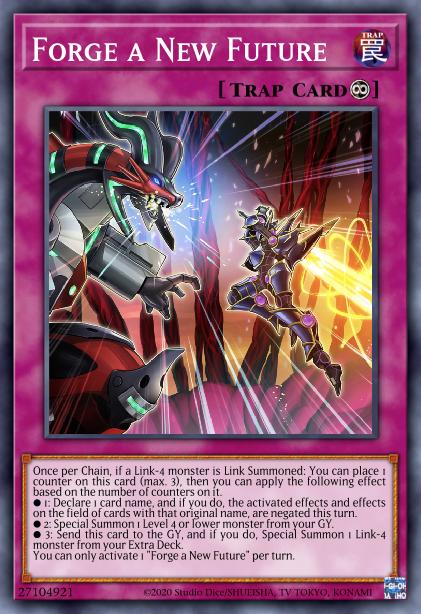 FORGE A NEW FUTURE
TRAP
罠
[TRAP CARD]
Once per Chain, if a Link-4 monster is Link Summoned: You can place 1
counter on this card (max. 3), then you can apply the following effect
based on the number of counters on it.
● 1: Declare 1 card name, and if you do, the activated effects and effects
on the field of cards with that original name, are negated this turn.
● 2: Special Summon 1 Level 4 or lower monster from your GY.
● 3: Send this card to the GY, and if you do, Special Summon 1 Link-4
monster from your Extra Deck.
You can only activate 1 "Forge a New Future" per turn.
27104921 ©2020 Studio Dice/SHUEISHA, TV TOKYO, KONAMI